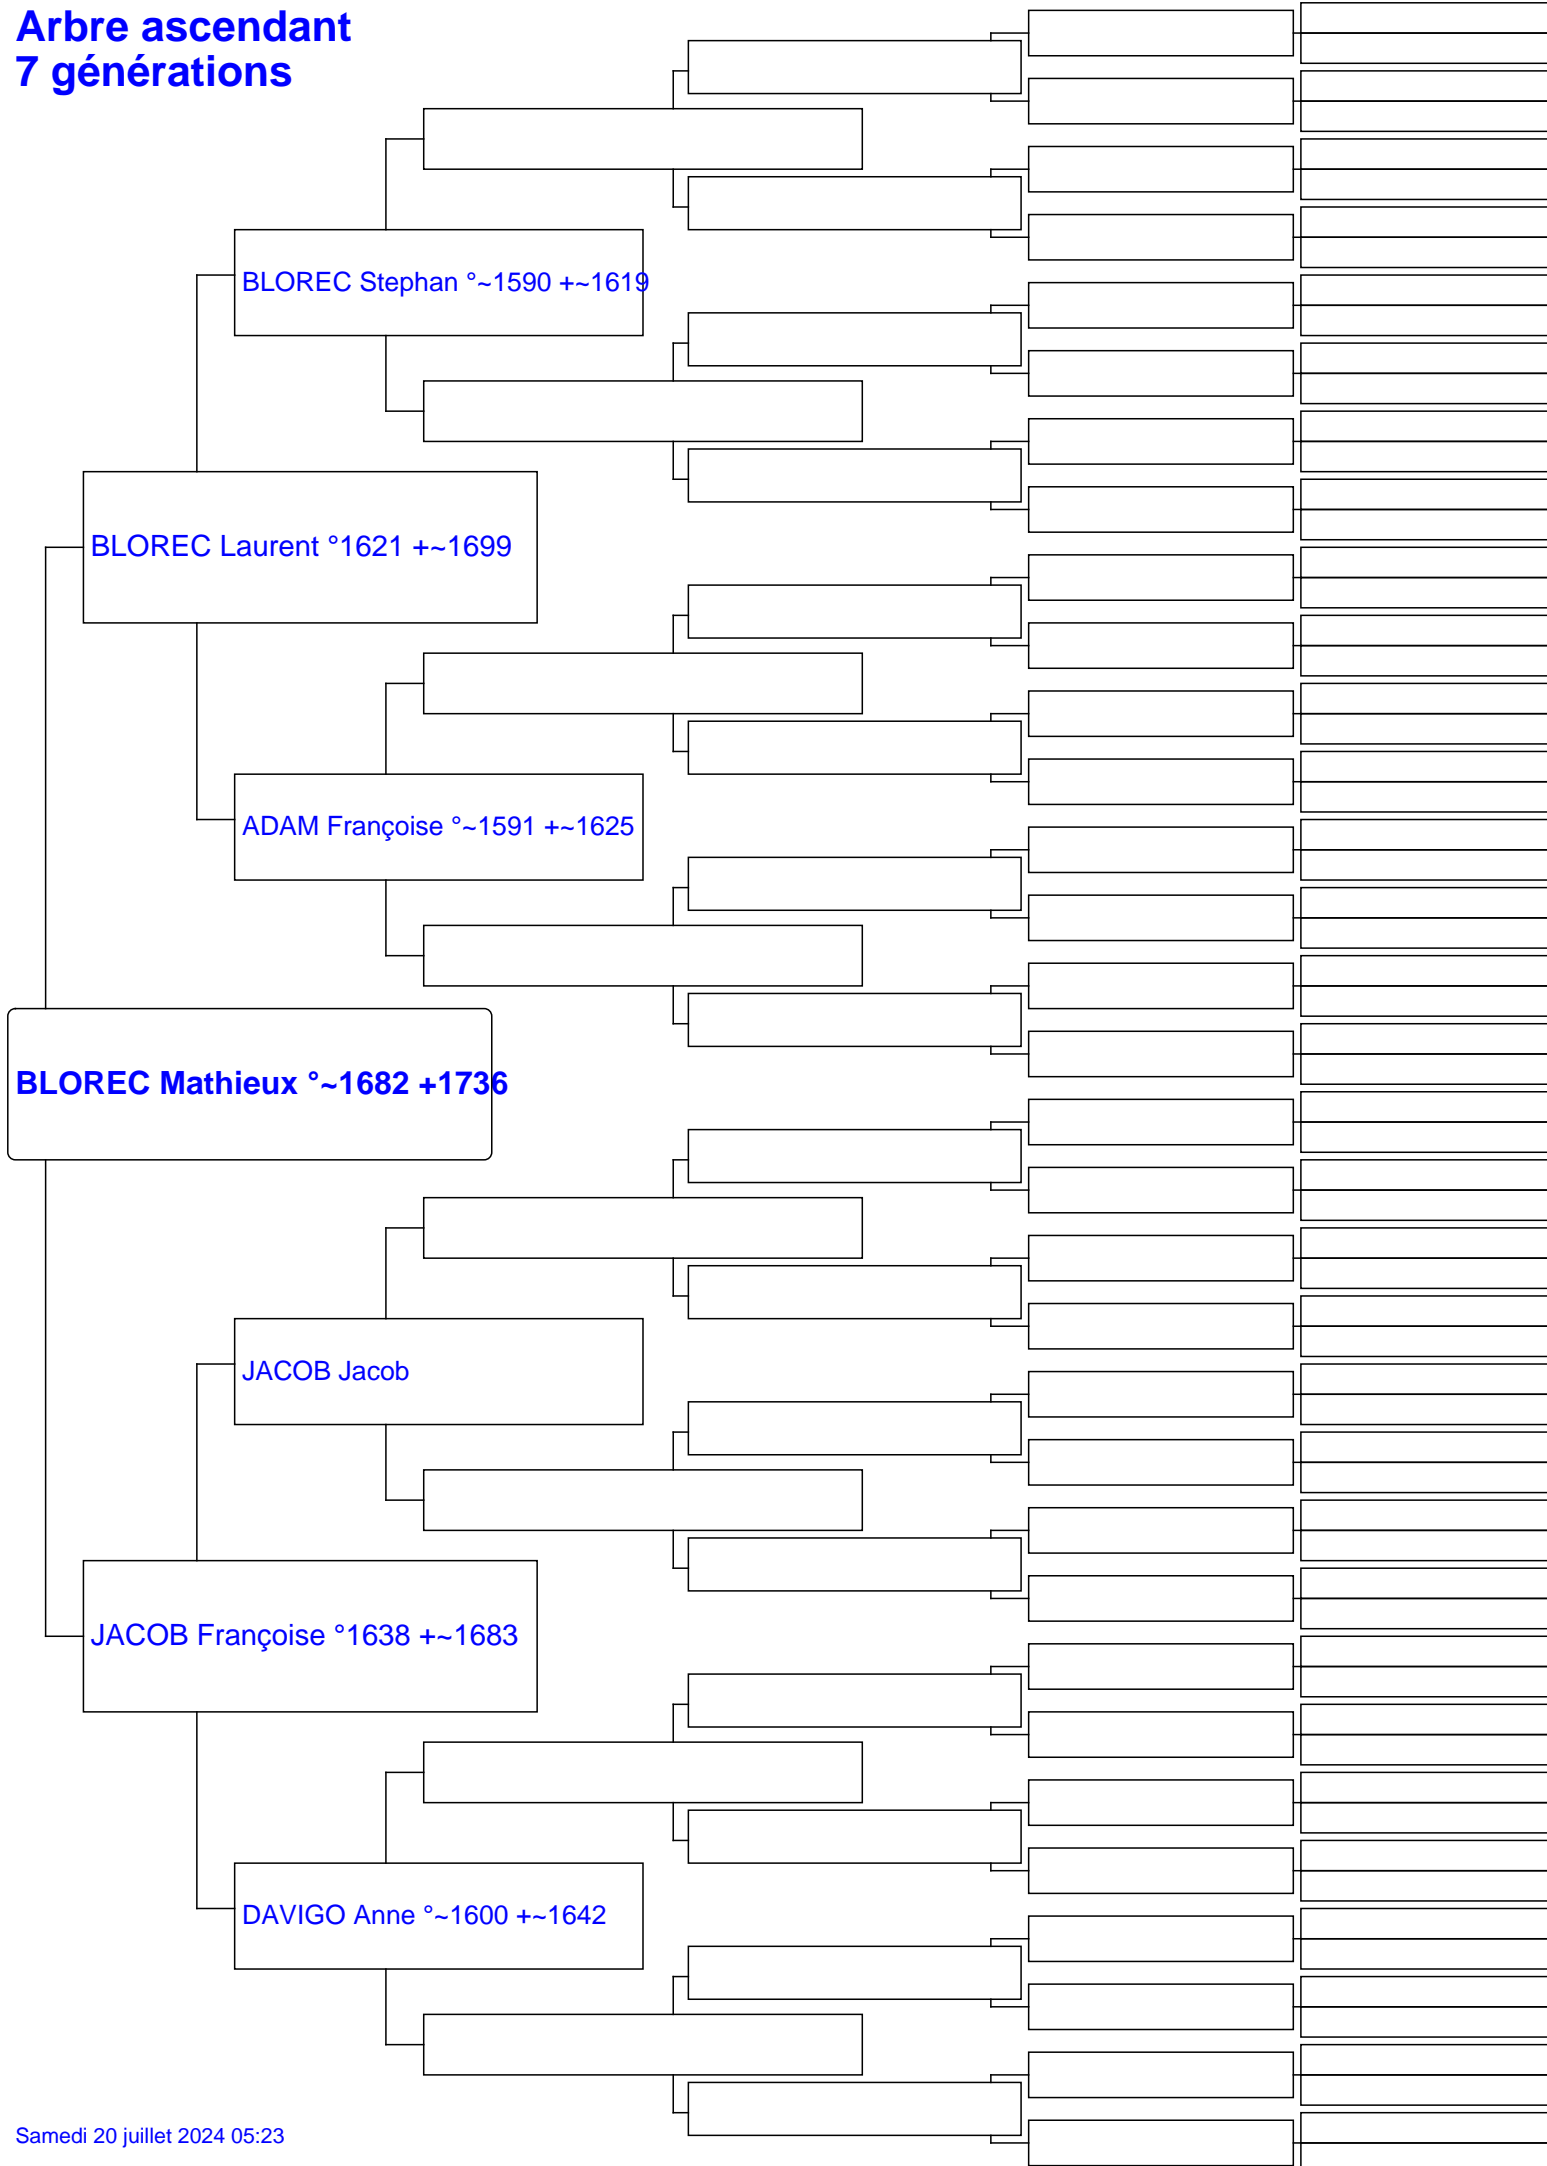 Arbre ascendant
7 générations
BLOREC Stephan °~1590 +~1619
BLOREC Laurent °1621 +~1699
ADAM Françoise °~1591 +~1625
BLOREC Mathieux °~1682 +1736
JACOB Jacob
JACOB Françoise °1638 +~1683
DAVIGO Anne °~1600 +~1642
Samedi 20 juillet 2024 05:23